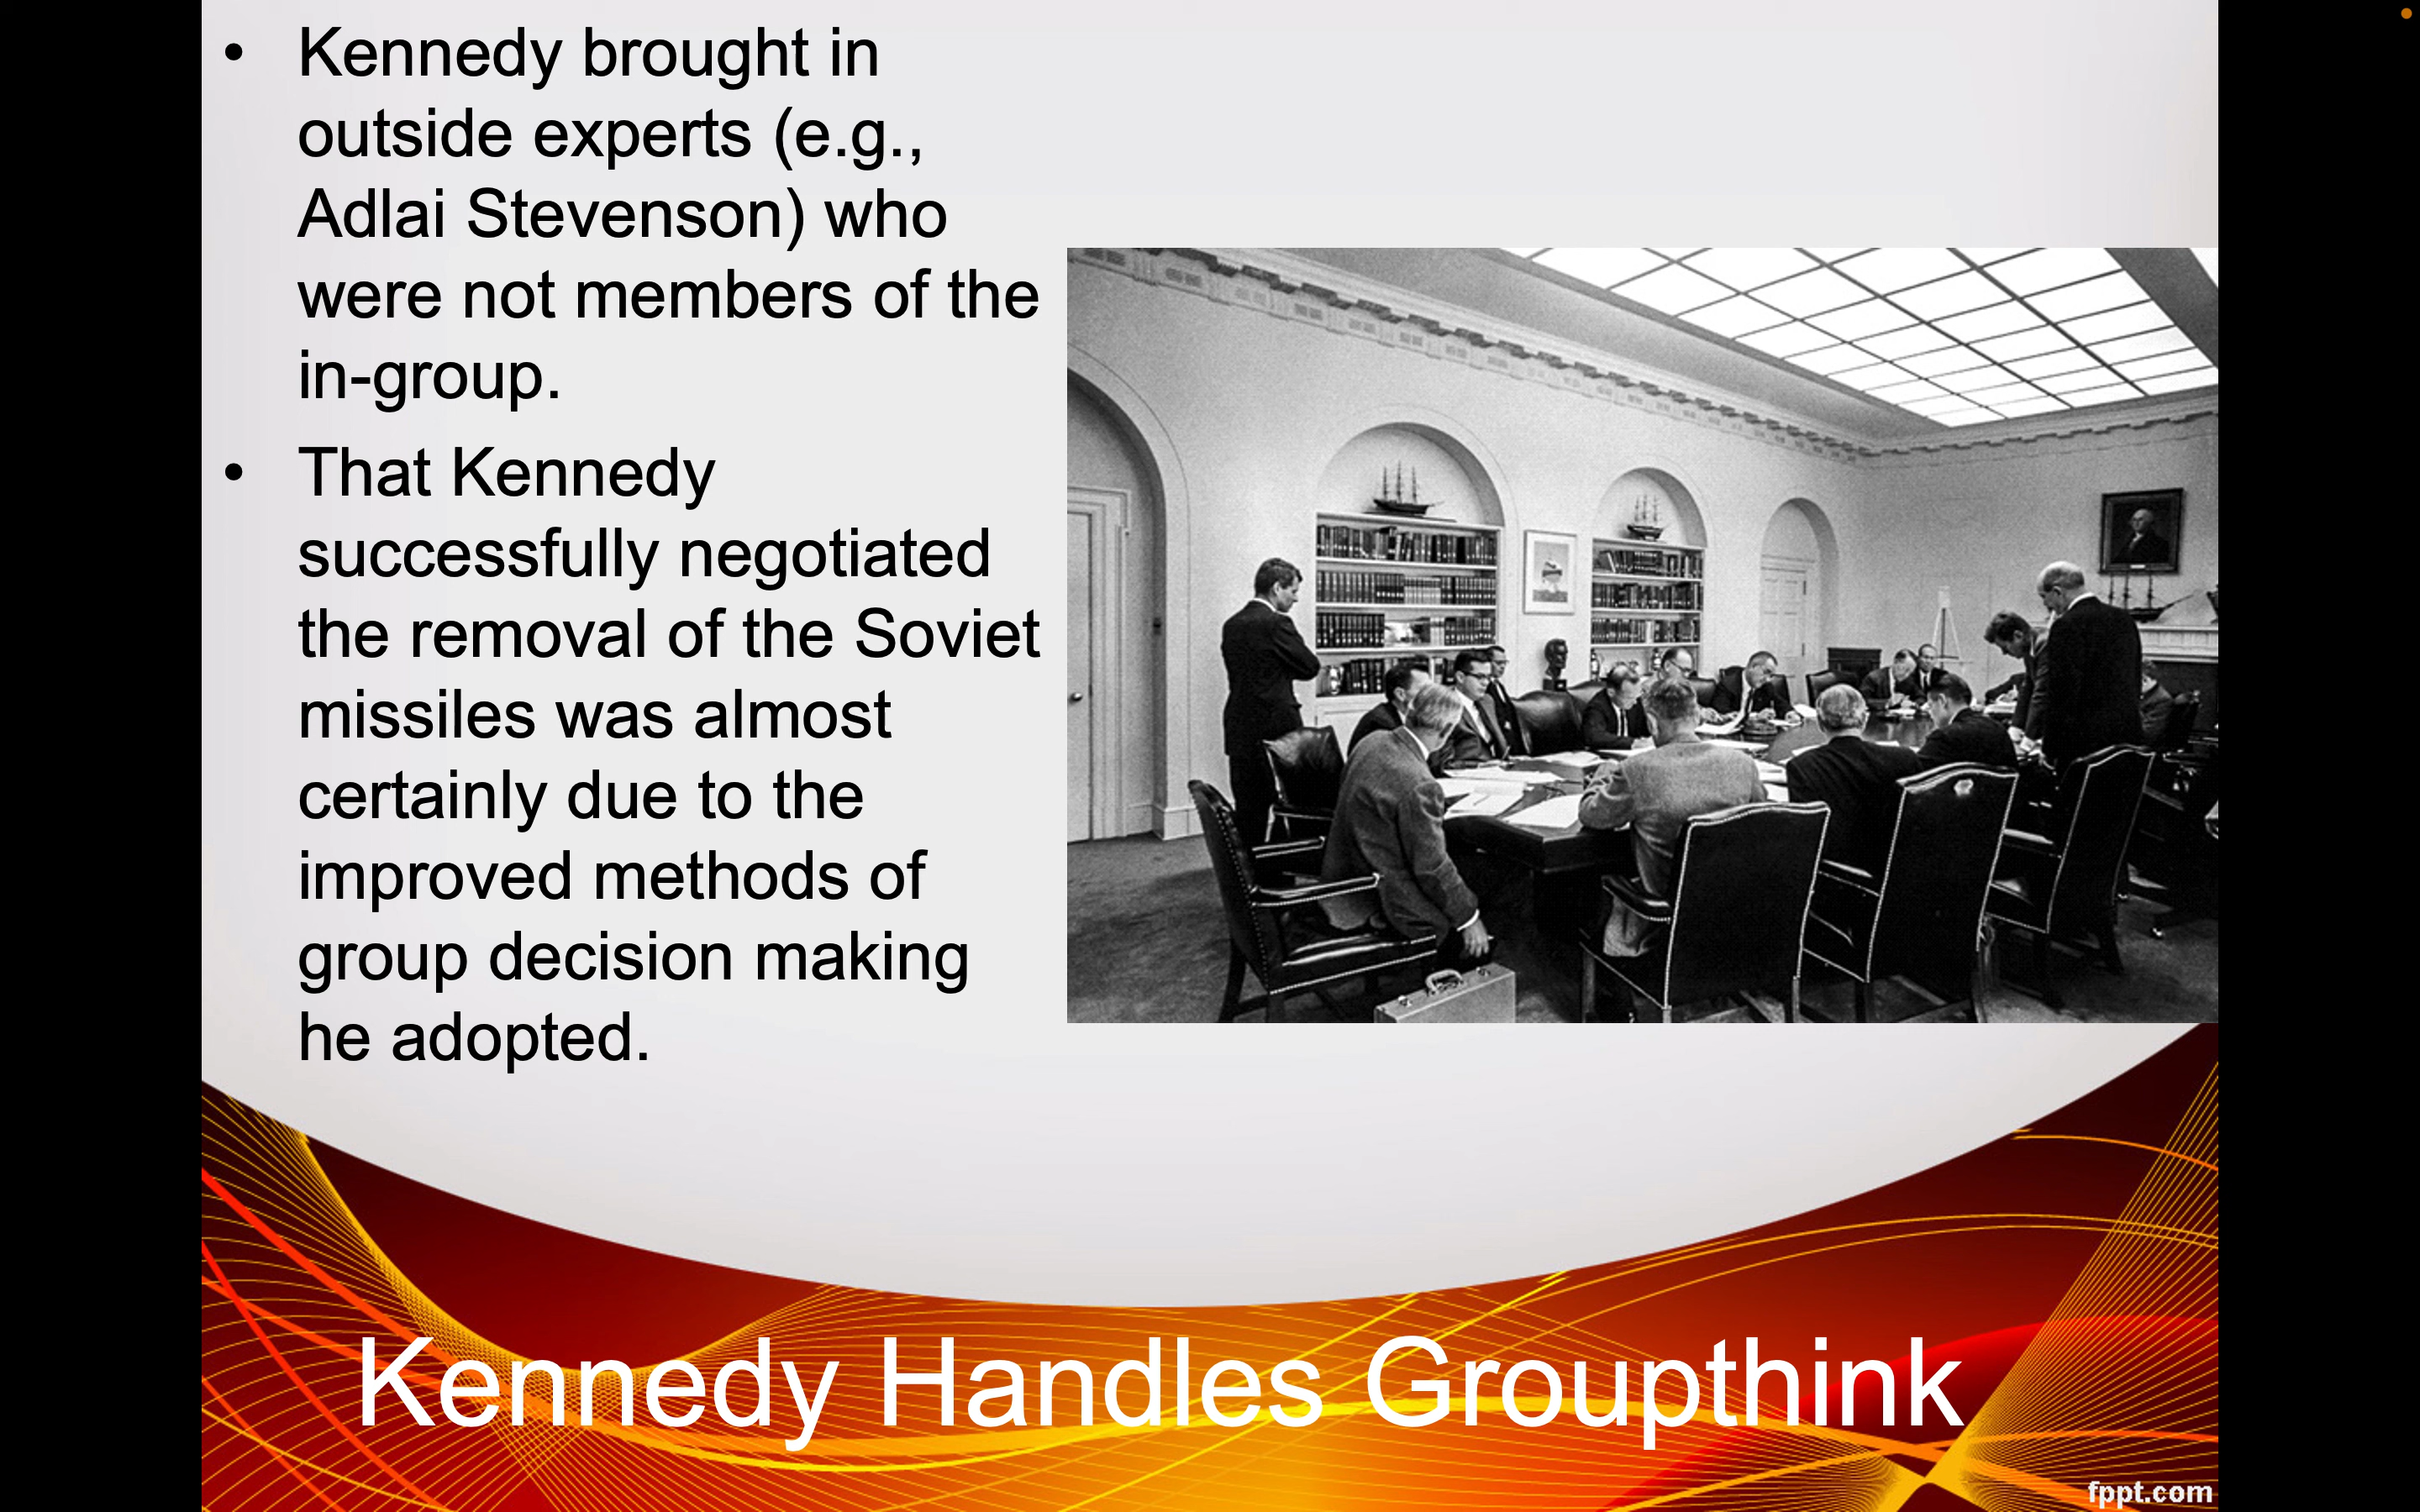 • Kennedy brought in
outside experts (e.g.,
Adlai Stevenson) who
were not members of the
in-group.
• That Kennedy
successfully negotiated
the removal of the Soviet
missiles was almost
certainly due to the
improved methods of
group decision making
he adopted.
Kennedy Handles Groupthink
fppt.com